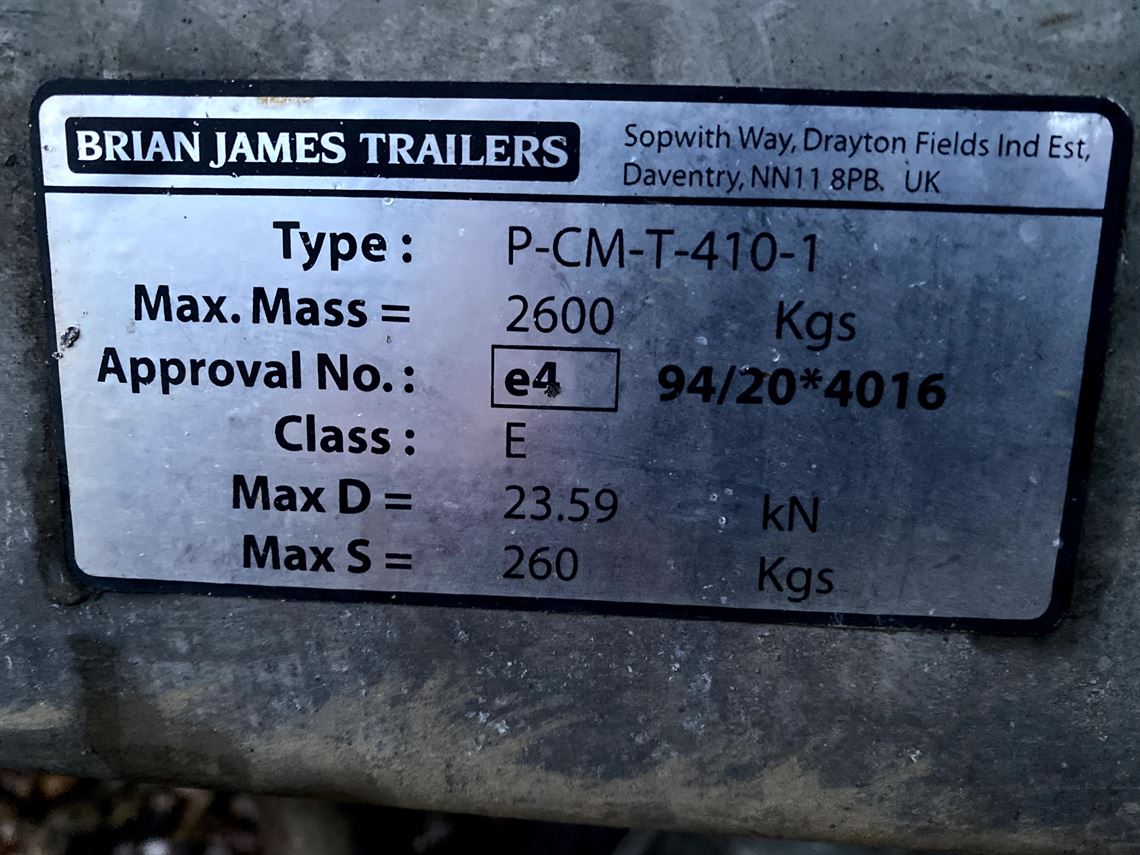 BRIAN JAMES TRAILERS
Sopwith Way, Drayton Fields Ind Est,
Daventry, NN11 8PB. UK
Type : P-CM-T-410-1
Max. Mass = 2600 Kgs
Approval No. : e4 94/20*4016
Class : E
Max D = 23.59 kN
Max S = 260 Kgs